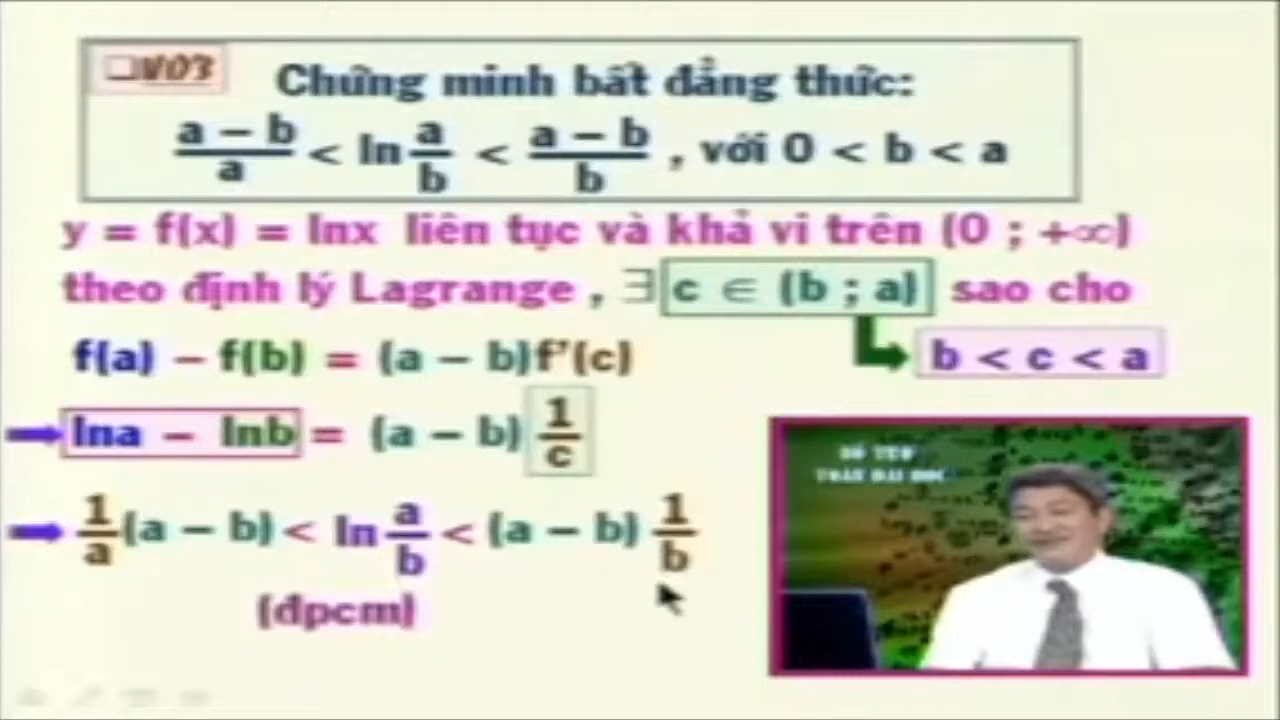 ❑VD3
Chứng minh bất đẳng thức:
(a − b)/a < ln a/b < (a − b)/b , với 0 < b < a
y = f(x) = lnx liên tục và khả vi trên (0 ; +∞)
theo định lý Lagrange , ∃ c ∈ (b ; a) sao cho
f(a) − f(b) = (a − b)f’(c)
b < c < a
lna − lnb = (a − b) 1/c
1/a (a − b) < ln a/b < (a − b) 1/b
(đpcm)